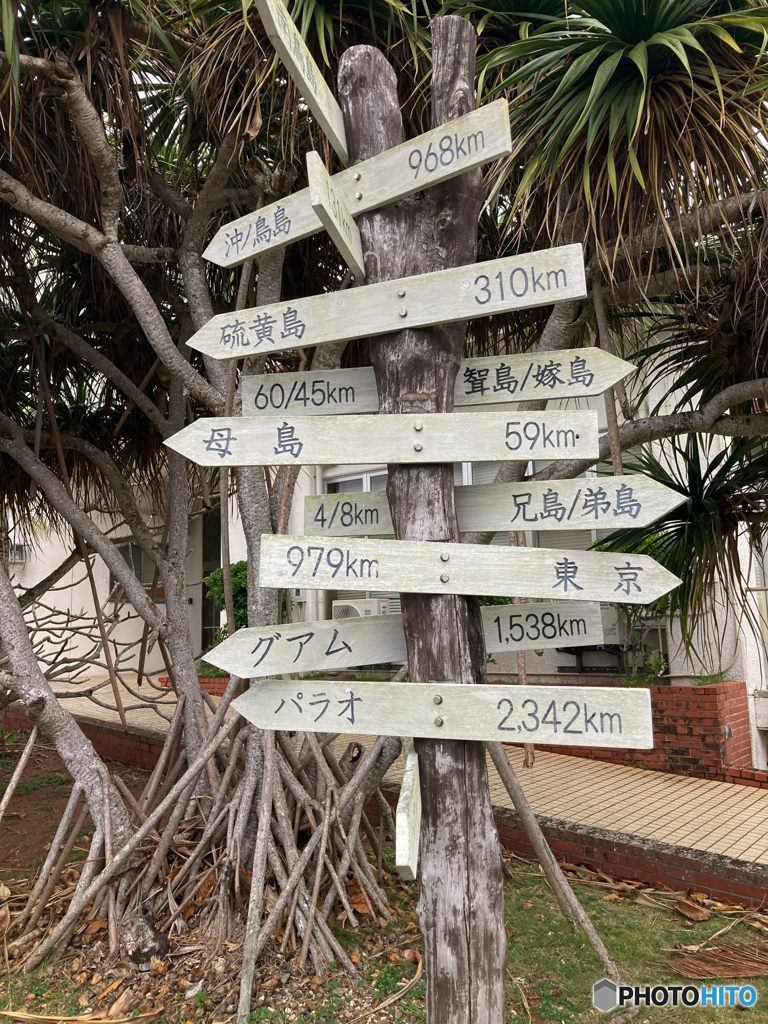 沖ノ鳥島 968km
硫黄島 310km
60/45km 聟島/嫁島
母島 59km
4/8km 兄島/弟島
979km 東京
グアム 1,538km
パラオ 2,342km
PHOTOHITO